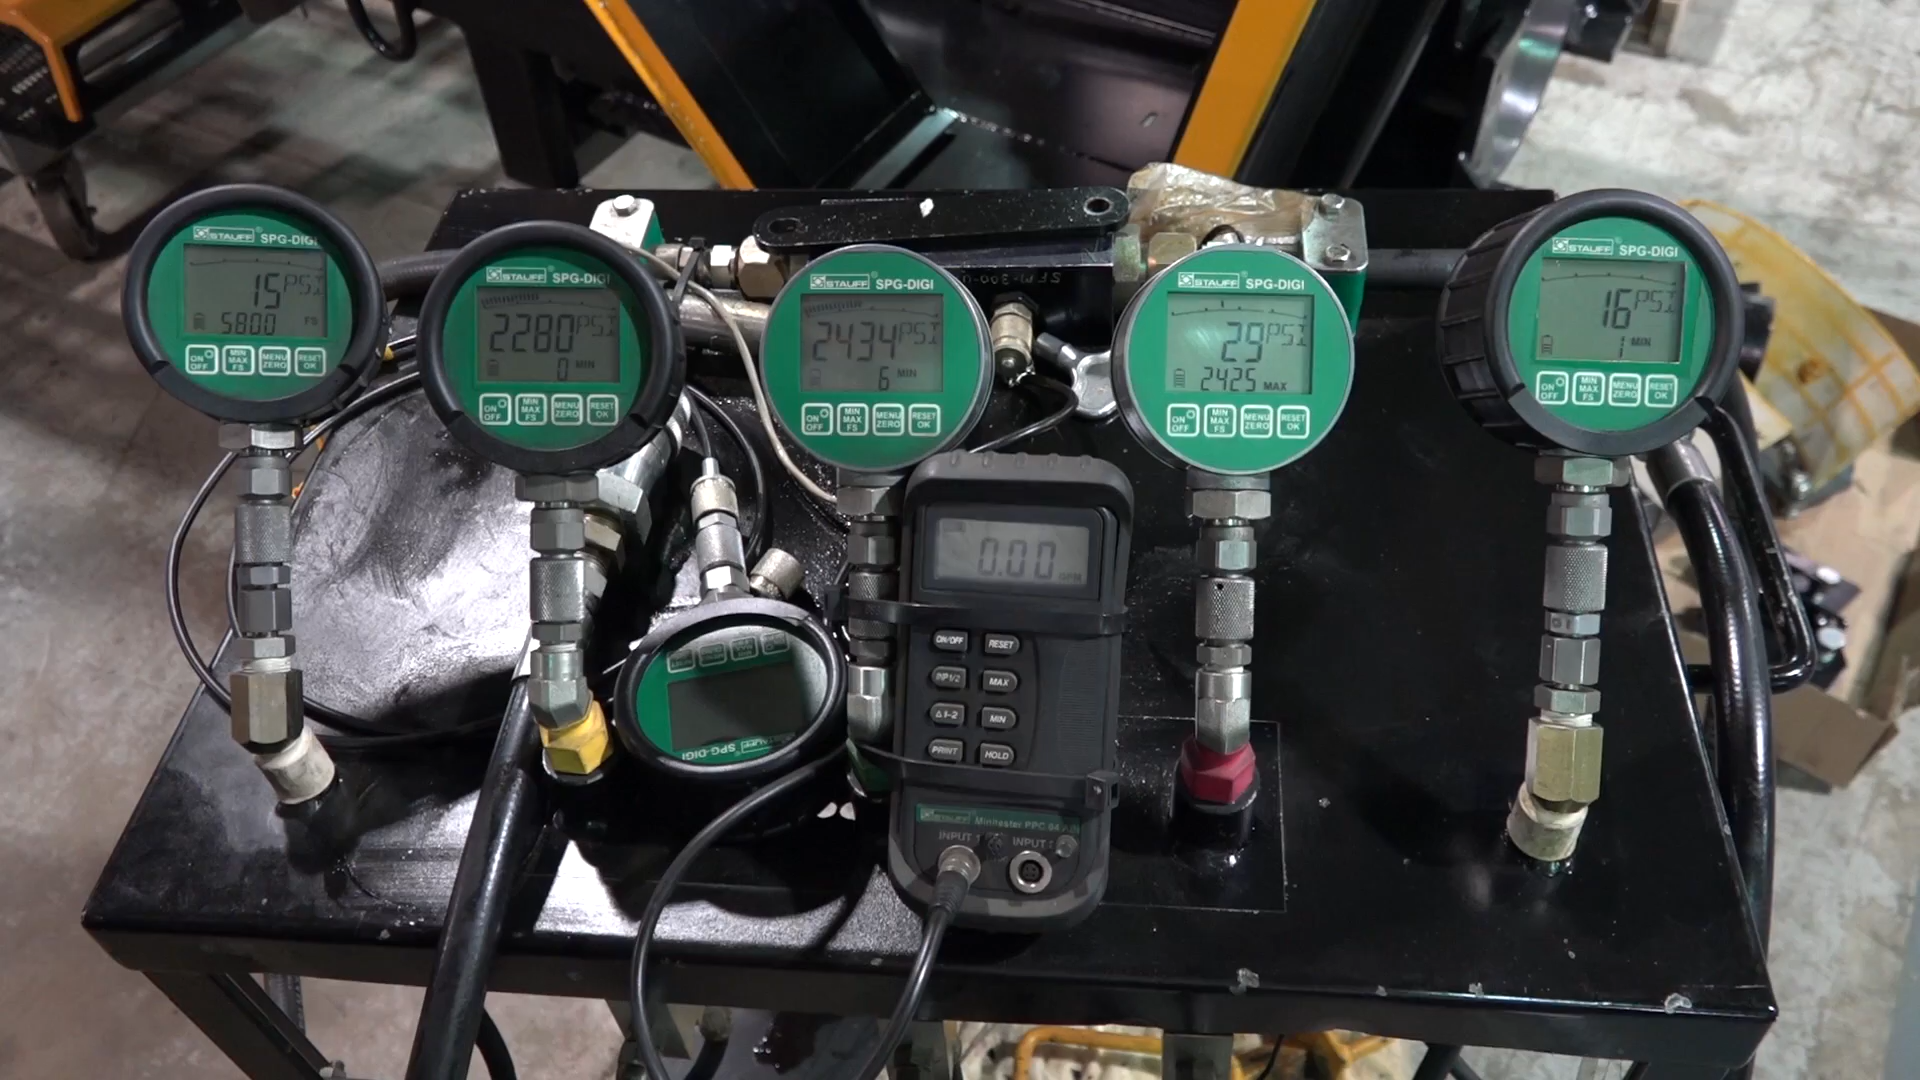 STAUFF SPG-DIGI
15 PSI
5800 FS
ON OFF
MIN MAX FS
MENU ZERO
RESET OK
STAUFF® SPG-DIGI
2280 PSI
0 MIN
ON OFF
MIN MAX FS
MENU ZERO
RESET OK
STAUFF® SPG-DIGI
2434 PSI
6 MIN
ON OFF
MIN MAX FS
MENU ZERO
RESET OK
STAUFF® SPG-DIGI
29 PSI
2425 MAX
ON OFF
MIN MAX FS
MENU ZERO
RESET OK
STAUFF® SPG-DIGI
16 PSI
1 MIN
ON OFF
MIN MAX FS
MENU ZERO
RESET OK
STAUFF SPG-DIGI
0.00
ON/OFF RESET
INP1/2 MAX
Δ1-2 MIN
PRINT HOLD
STAUFF Minitester PPC 04
INPUT 1 INPUT